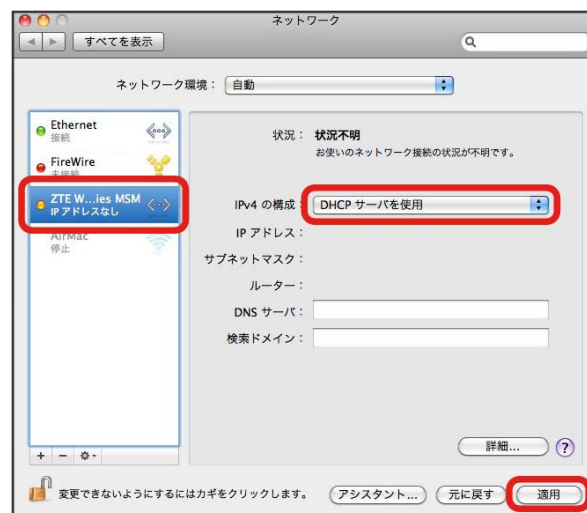 ネットワーク
すべてを表示
ネットワーク環境： 自動
Ethernet
接続
FireWire
未接続
ZTE W...ies MSM
IP アドレスなし
AirMac
停止
状況： 状況不明
お使いのネットワーク接続の状況が不明です。
IPv4 の構成： DHCP サーバを使用
IP アドレス：
サブネットマスク：
ルーター：
DNS サーバ：
検索ドメイン：
詳細... ?
変更できないようにするにはカギをクリックします。 アシスタント... 元に戻す 適用